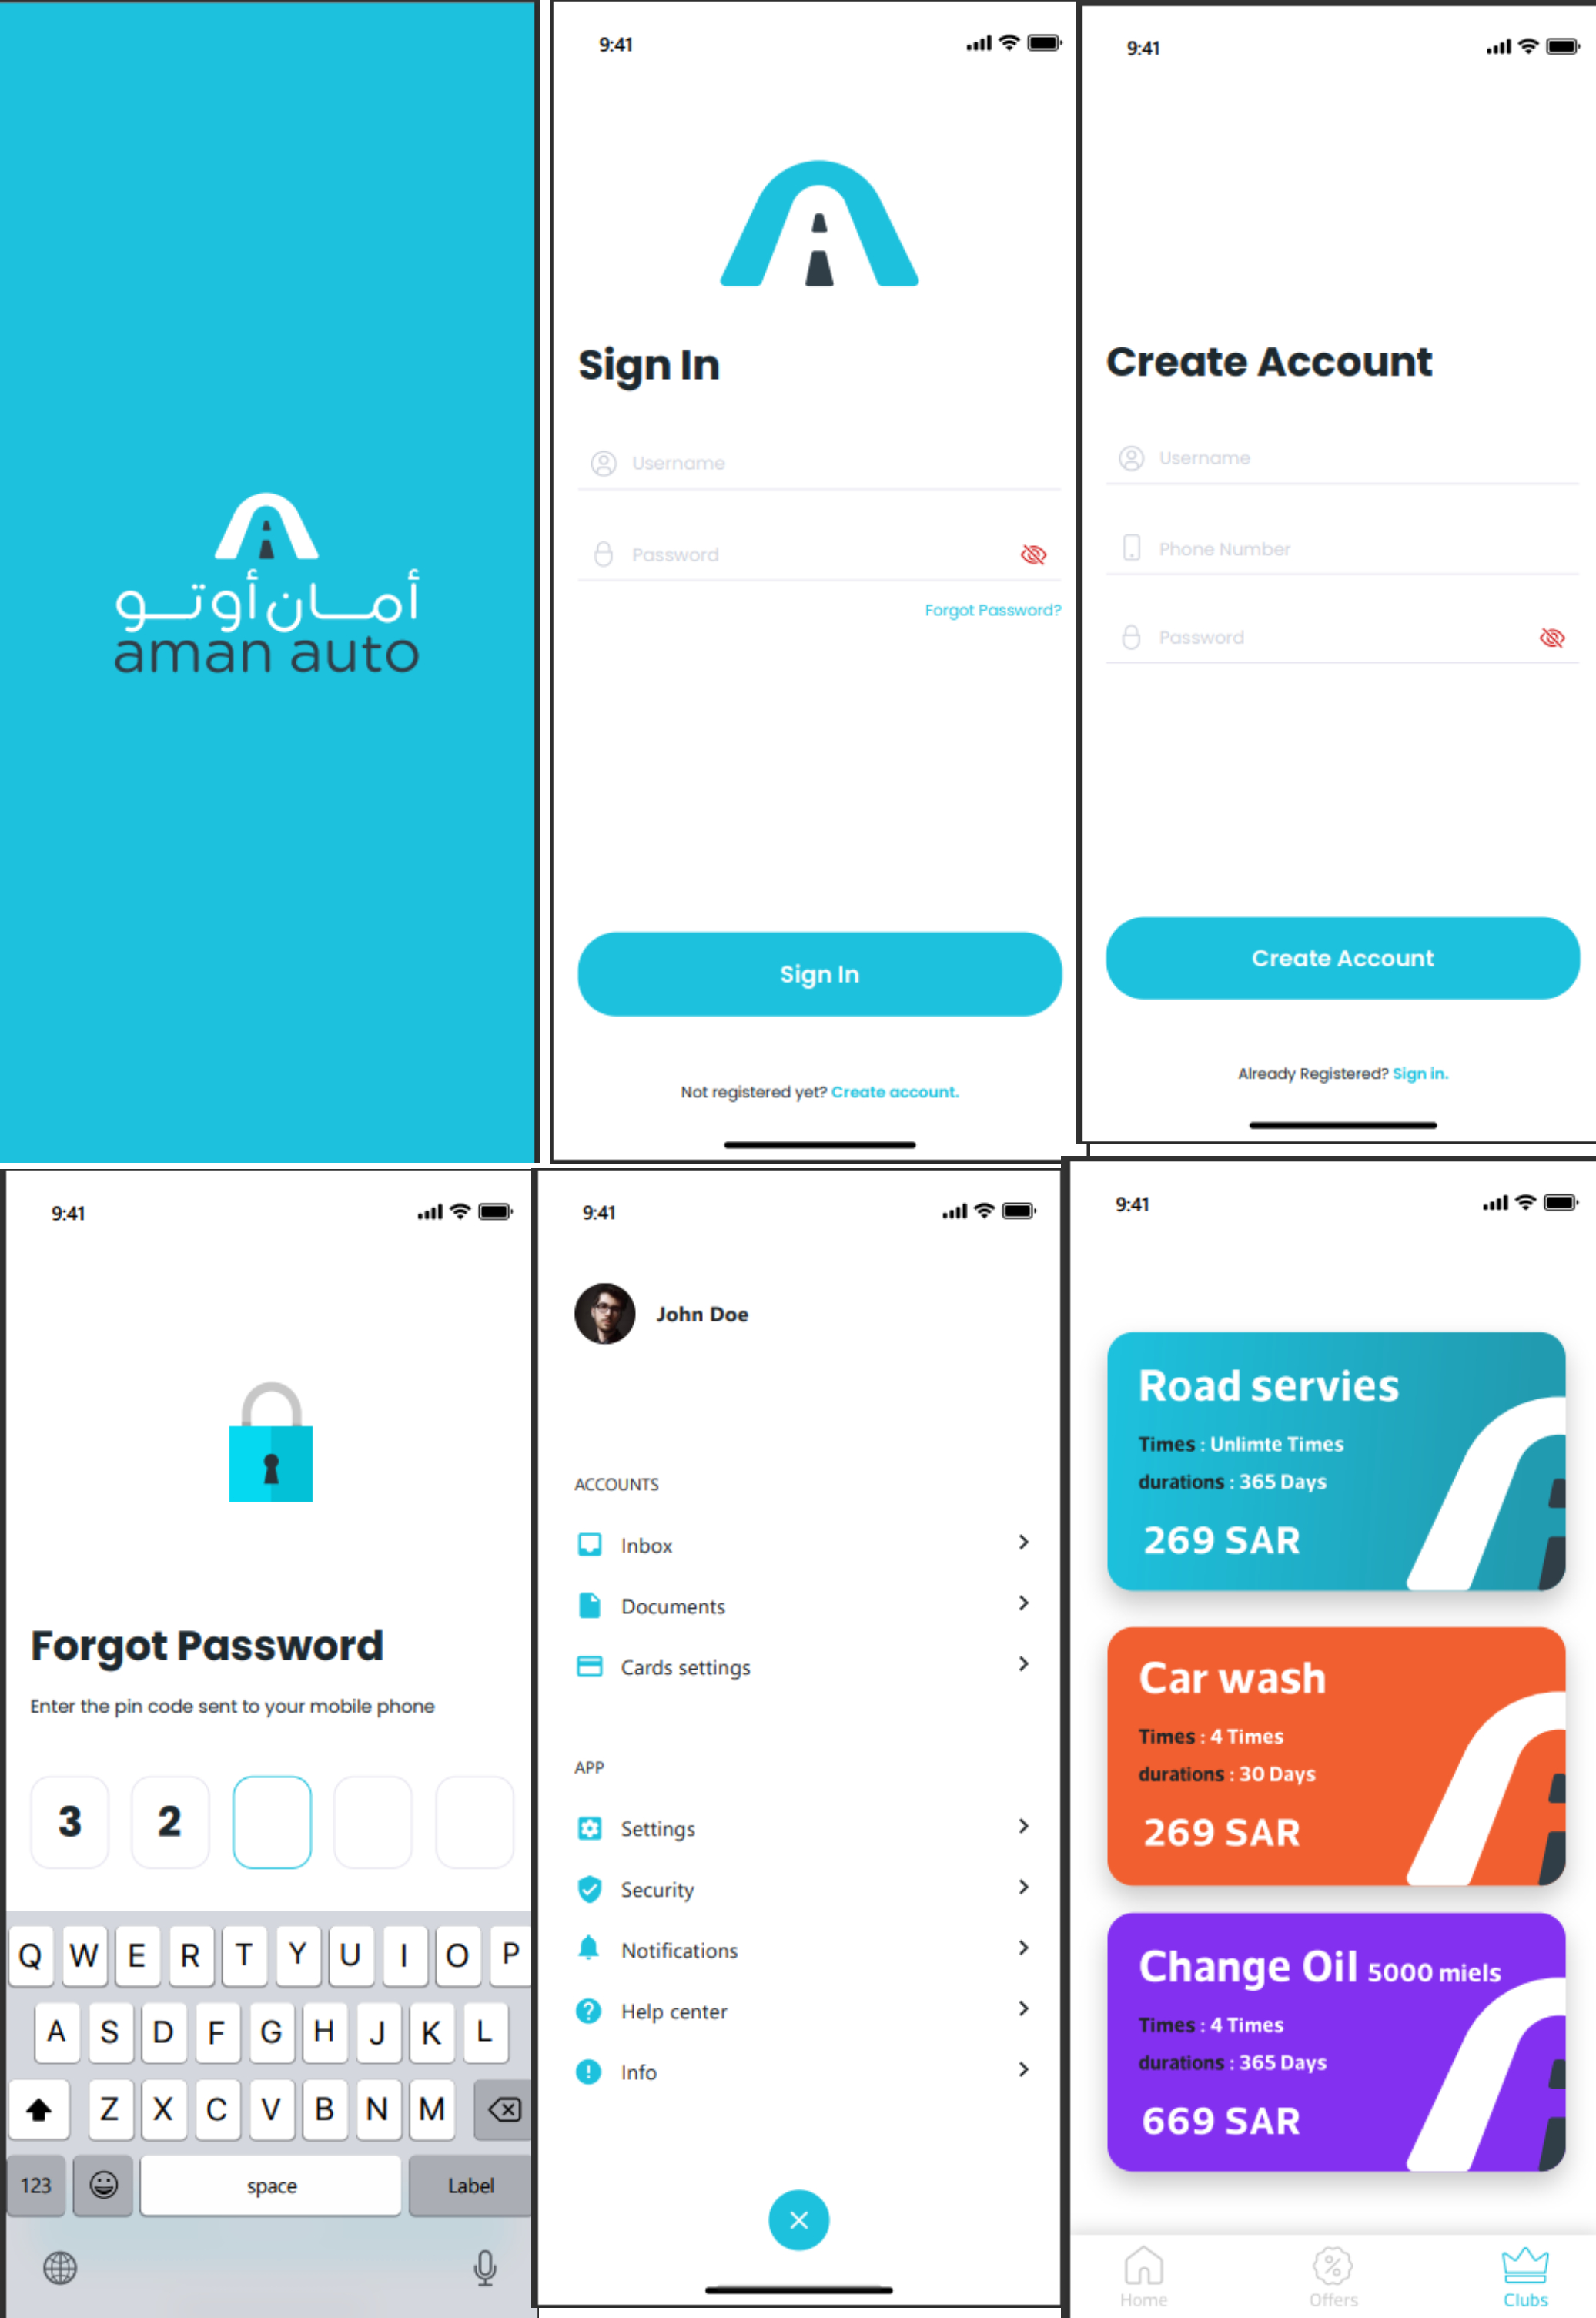 أمان أوتو
aman auto
9:41
Sign In
Username
Password
Forgot Password?
Sign In
Not registered yet? Create account.
9:41
Create Account
Username
Phone Number
Password
Create Account
Already Registered? Sign in.
9:41
Forgot Password
Enter the pin code sent to your mobile phone
3 2
Q W E R T Y U I O P
A S D F G H J K L
Z X C V B N M
123 space Label
9:41
John Doe
ACCOUNTS
Inbox
Documents
Cards settings
APP
Settings
Security
Notifications
Help center
Info
9:41
Road servies
Times : Unlimte Times
durations : 365 Days
269 SAR
Car wash
Times : 4 Times
durations : 30 Days
269 SAR
Change Oil 5000 miels
Times : 4 Times
durations : 365 Days
669 SAR
Home Offers Clubs